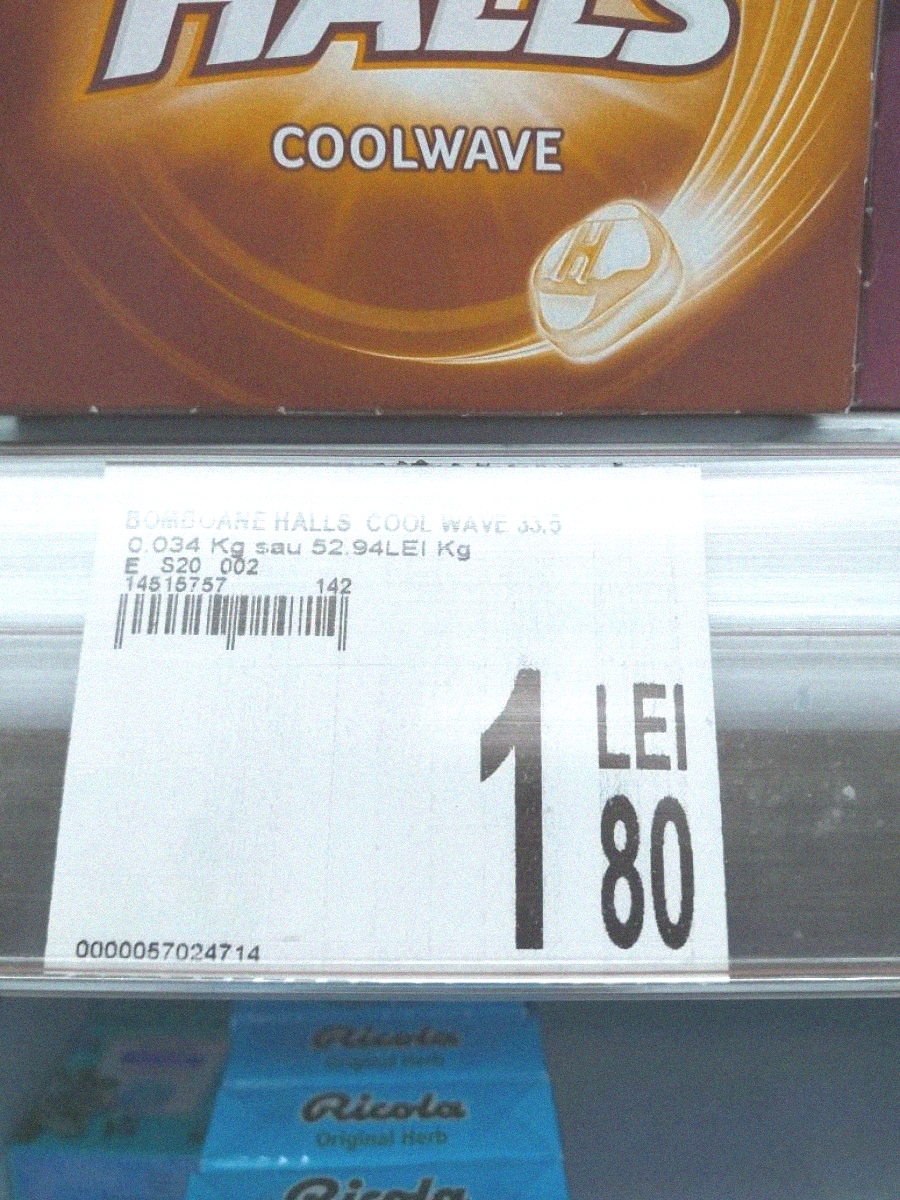 HALLS
COOLWAVE
H
BOMBOANE HALLS COOL WAVE 33,5
0.034 Kg sau 52.94LEI Kg
E S20 002
14515757 142
1 LEI
80
0000057024714
Ricola
Original Herb
Ricola
Original Herb
Ricola